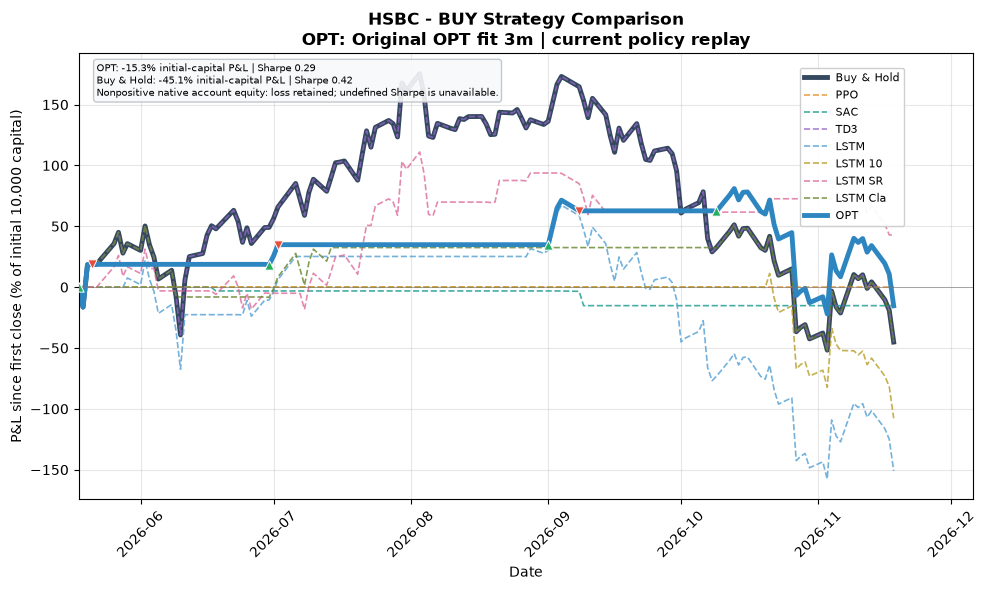 HSBC - BUY Strategy Comparison
OPT: Original OPT fit 3m | current policy replay
OPT: -15.3% initial-capital P&L | Sharpe 0.29
Buy & Hold: -45.1% initial-capital P&L | Sharpe 0.42
Nonpositive native account equity: loss retained; undefined Sharpe is unavailable.
Buy & Hold
PPO
SAC
TD3
LSTM
LSTM 10
LSTM SR
LSTM Cla
OPT
P&L since first close (% of initial 10,000 capital)
150
100
50
0
−50
−100
−150
2026-06
2026-07
2026-08
2026-09
2026-10
2026-11
2026-12
Date